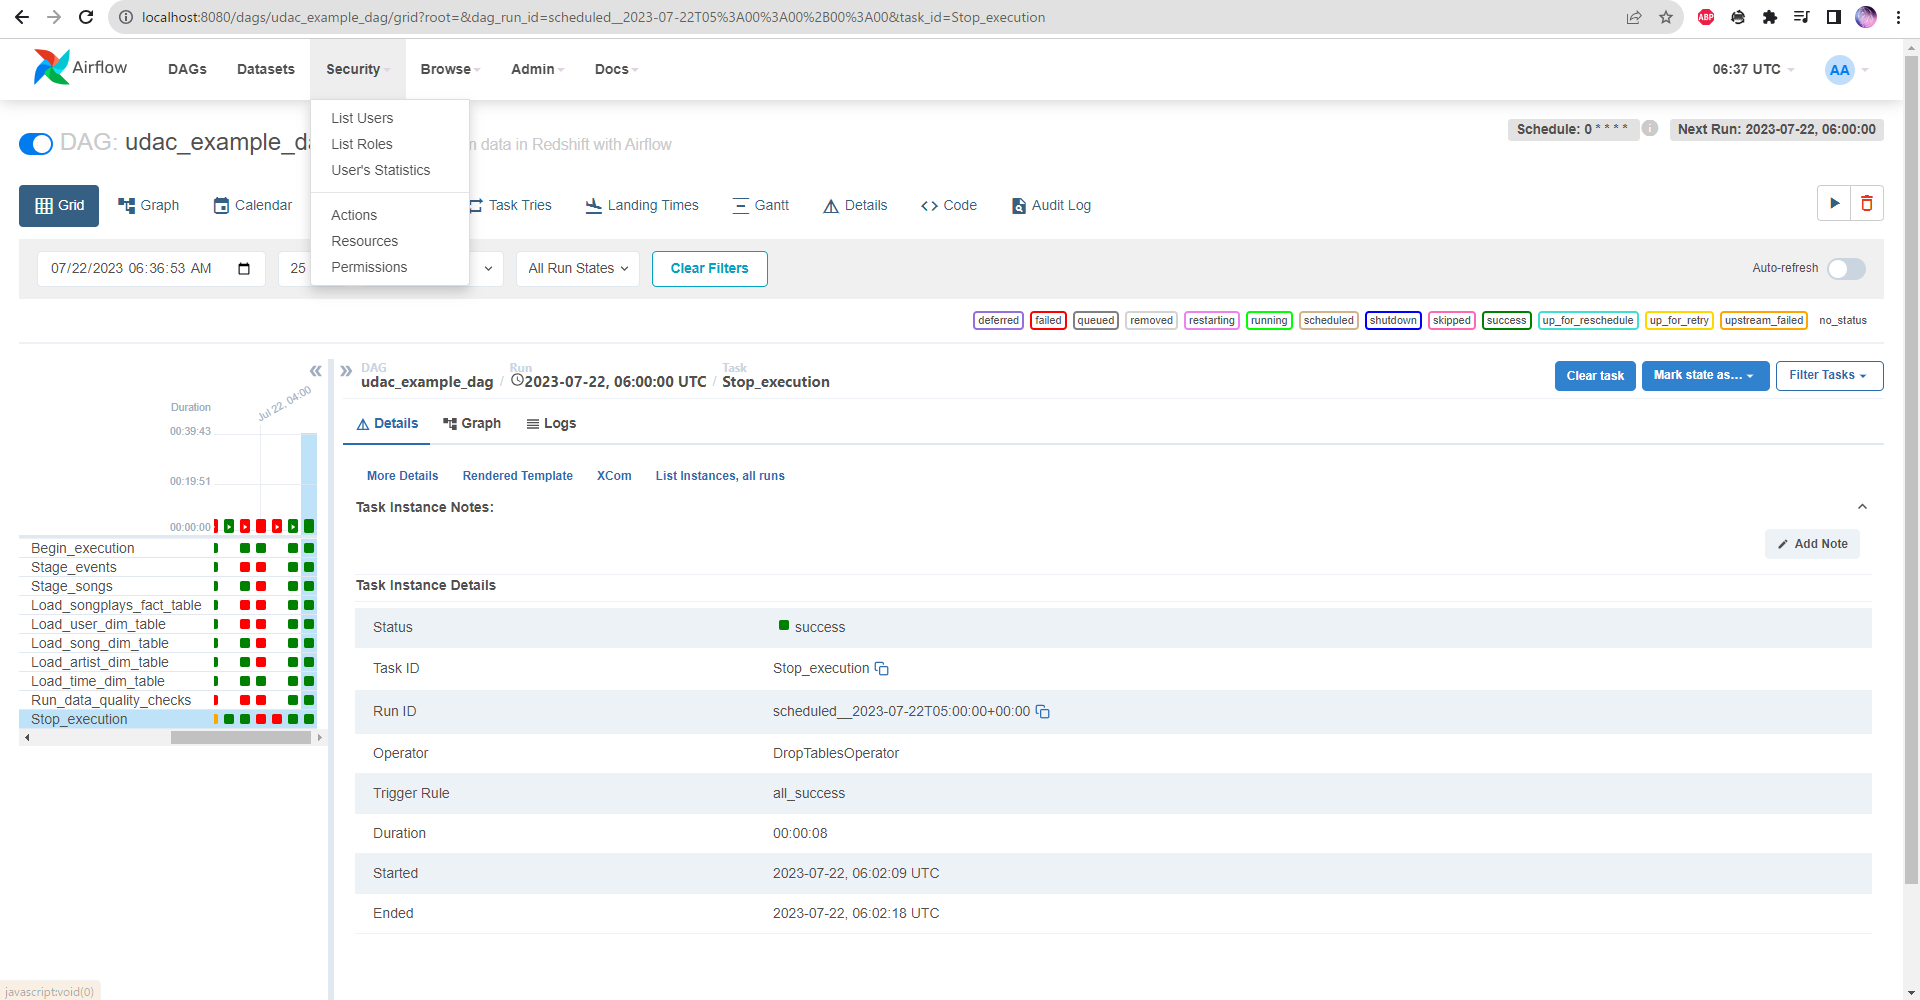 localhost:8080/dags/udac_example_dag/grid?root=&dag_run_id=scheduled__2023-07-22T05%3A00%3A00%2B00%3A00&task_id=Stop_execution
ABP
Airflow DAGs Datasets Security Browse Admin Docs 06:37 UTC AA
List Users
List Roles
User's Statistics
Actions
Resources
Permissions
DAG: udac_example_da data in Redshift with Airflow
Schedule: 0 * * * * i Next Run: 2023-07-22, 06:00:00
Grid Graph Calendar Task Tries Landing Times Gantt Details Code Audit Log
07/22/2023 06:36:53 AM 25 All Run States Clear Filters Auto-refresh
deferred failed queued removed restarting running scheduled shutdown skipped success up_for_reschedule up_for_retry upstream_failed no_status
DAG Run Task
udac_example_dag / 2023-07-22, 06:00:00 UTC / Stop_execution
Clear task Mark state as... Filter Tasks
Duration
Jul 22, 04:00
00:39:43
00:19:51
00:00:00
Begin_execution
Stage_events
Stage_songs
Load_songplays_fact_table
Load_user_dim_table
Load_song_dim_table
Load_artist_dim_table
Load_time_dim_table
Run_data_quality_checks
Stop_execution
Details Graph Logs
More Details Rendered Template XCom List Instances, all runs
Task Instance Notes:
Add Note
Task Instance Details
Status success
Task ID Stop_execution
Run ID scheduled__2023-07-22T05:00:00+00:00
Operator DropTablesOperator
Trigger Rule all_success
Duration 00:00:08
Started 2023-07-22, 06:02:09 UTC
Ended 2023-07-22, 06:02:18 UTC
javascript:void(0)